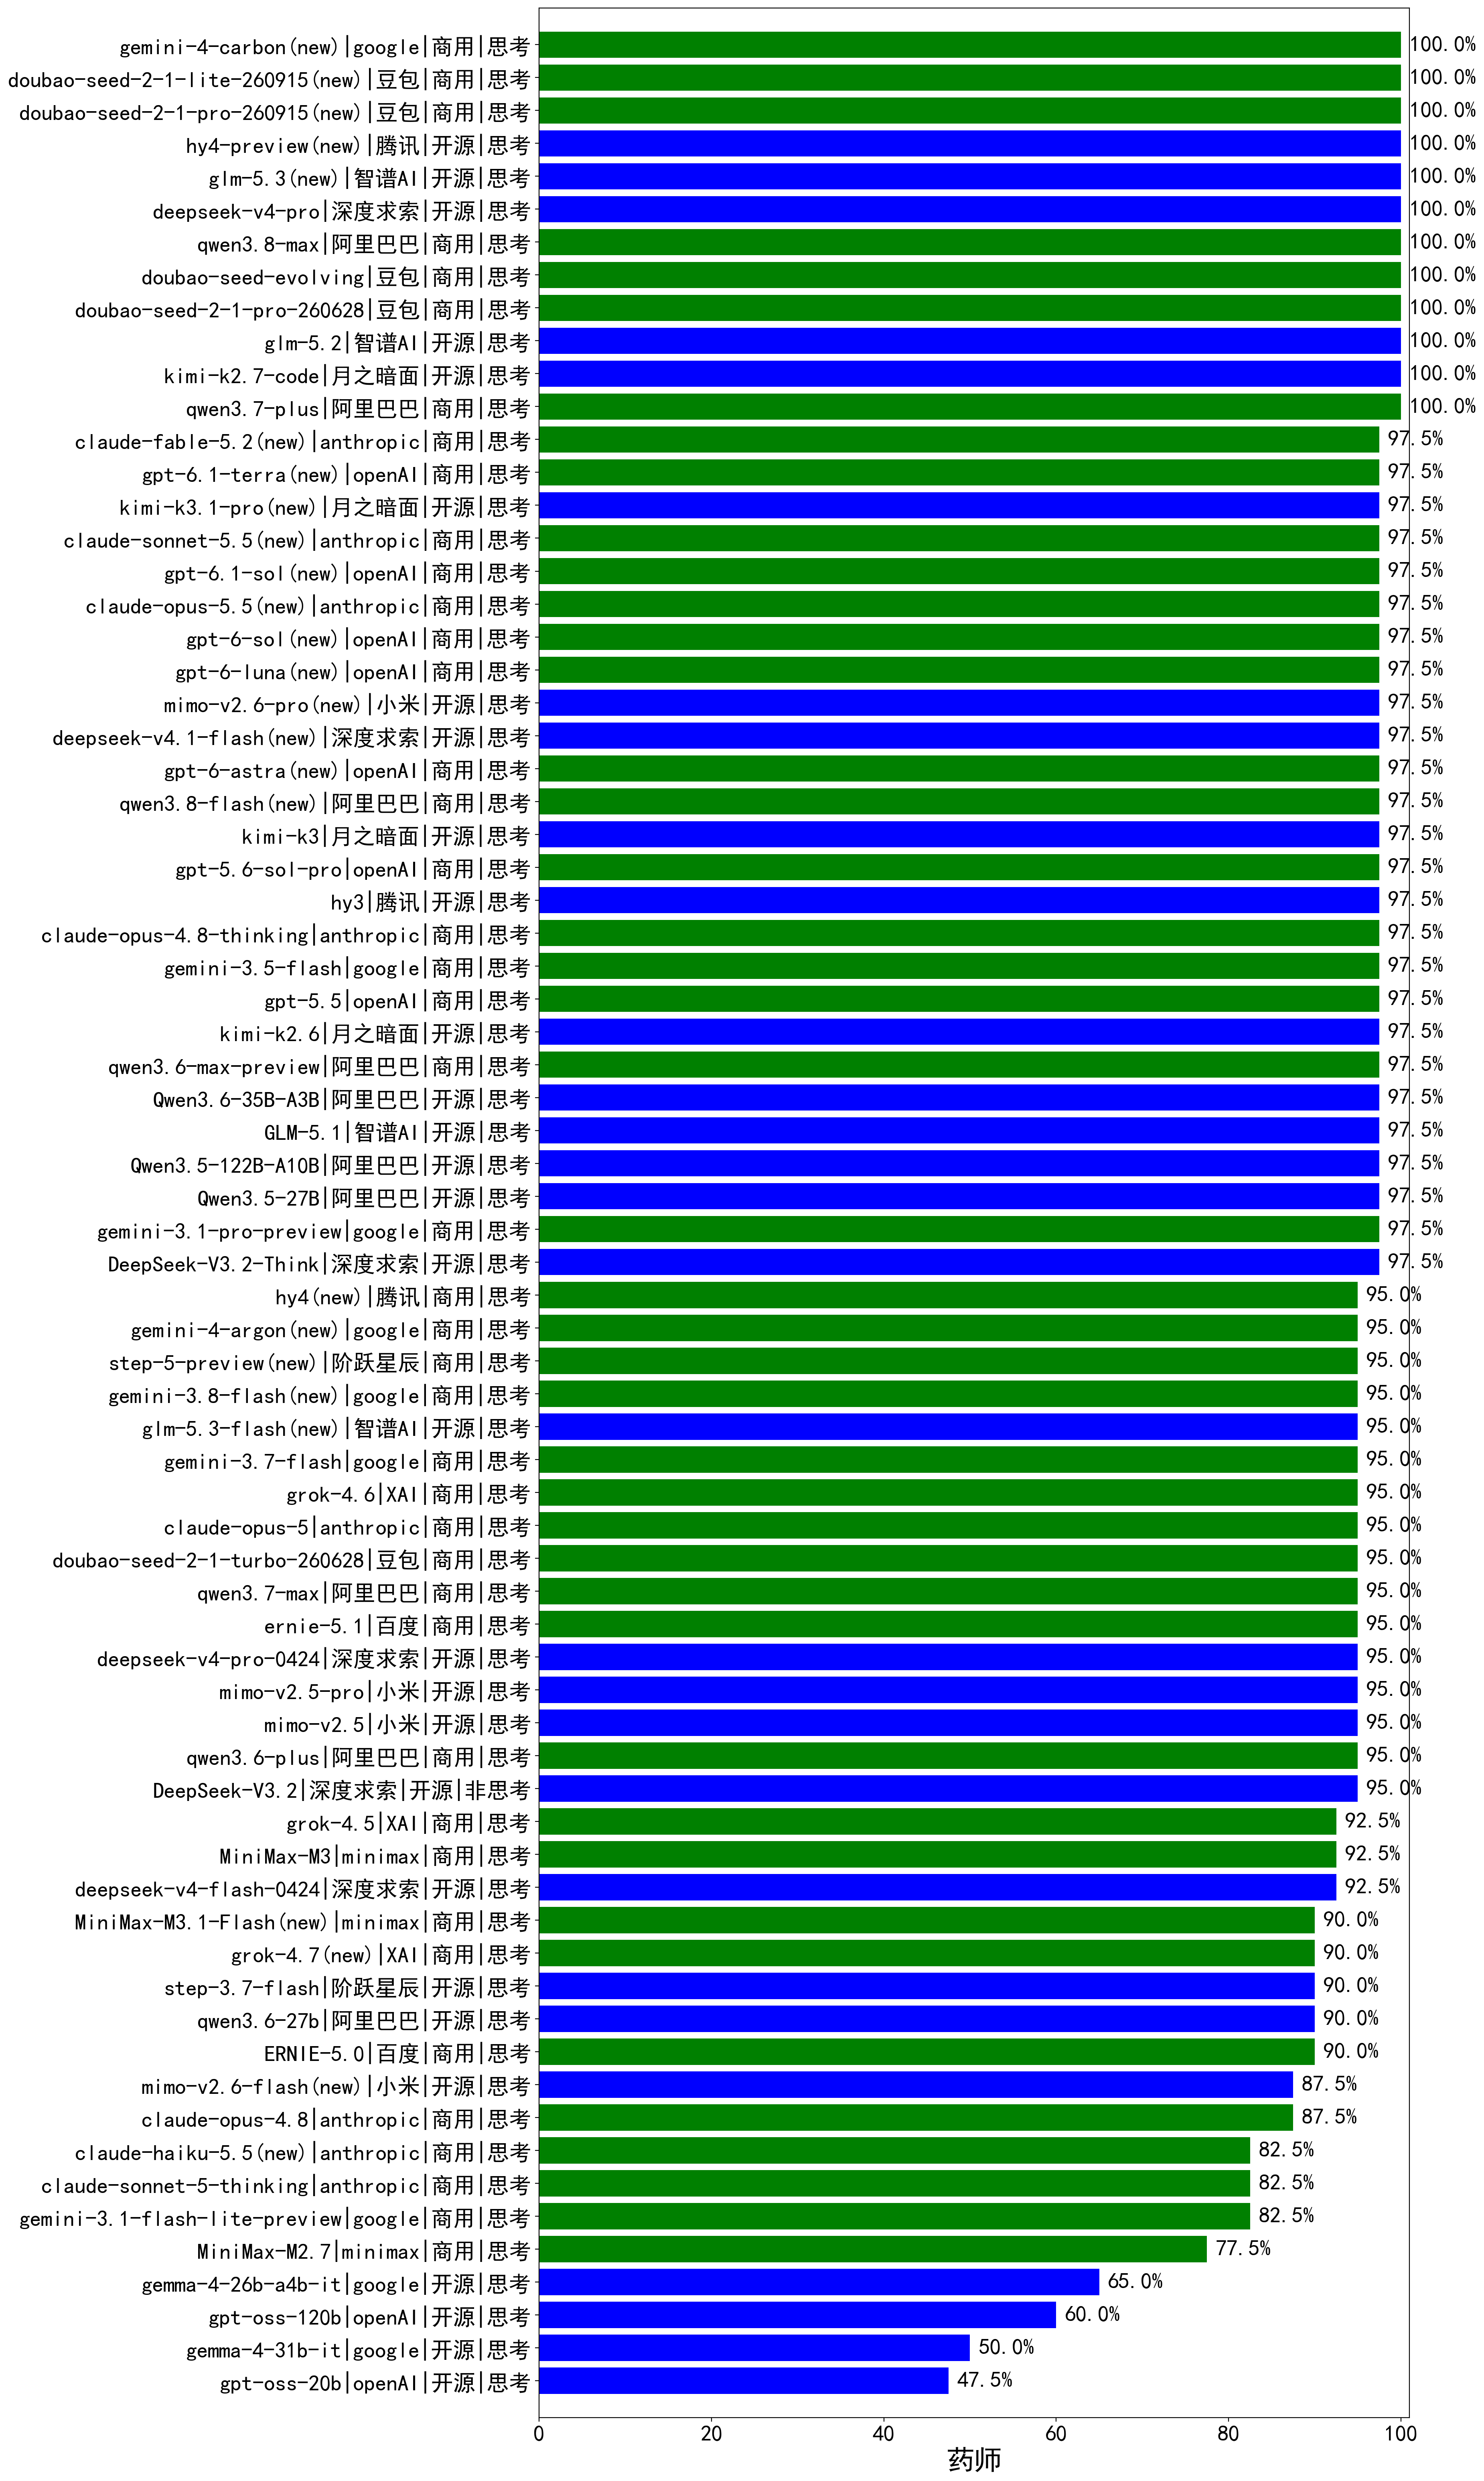 gemini-4-carbon(new)|google|商用|思考 100.0%
doubao-seed-2-1-lite-260915(new)|豆包|商用|思考 100.0%
doubao-seed-2-1-pro-260915(new)|豆包|商用|思考 100.0%
hy4-preview(new)|腾讯|开源|思考 100.0%
glm-5.3(new)|智谱AI|开源|思考 100.0%
deepseek-v4-pro|深度求索|开源|思考 100.0%
qwen3.8-max|阿里巴巴|商用|思考 100.0%
doubao-seed-evolving|豆包|商用|思考 100.0%
doubao-seed-2-1-pro-260628|豆包|商用|思考 100.0%
glm-5.2|智谱AI|开源|思考 100.0%
kimi-k2.7-code|月之暗面|开源|思考 100.0%
qwen3.7-plus|阿里巴巴|商用|思考 100.0%
claude-fable-5.2(new)|anthropic|商用|思考 97.5%
gpt-6.1-terra(new)|openAI|商用|思考 97.5%
kimi-k3.1-pro(new)|月之暗面|开源|思考 97.5%
claude-sonnet-5.5(new)|anthropic|商用|思考 97.5%
gpt-6.1-sol(new)|openAI|商用|思考 97.5%
claude-opus-5.5(new)|anthropic|商用|思考 97.5%
gpt-6-sol(new)|openAI|商用|思考 97.5%
gpt-6-luna(new)|openAI|商用|思考 97.5%
mimo-v2.6-pro(new)|小米|开源|思考 97.5%
deepseek-v4.1-flash(new)|深度求索|开源|思考 97.5%
gpt-6-astra(new)|openAI|商用|思考 97.5%
qwen3.8-flash(new)|阿里巴巴|商用|思考 97.5%
kimi-k3|月之暗面|开源|思考 97.5%
gpt-5.6-sol-pro|openAI|商用|思考 97.5%
hy3|腾讯|开源|思考 97.5%
claude-opus-4.8-thinking|anthropic|商用|思考 97.5%
gemini-3.5-flash|google|商用|思考 97.5%
gpt-5.5|openAI|商用|思考 97.5%
kimi-k2.6|月之暗面|开源|思考 97.5%
qwen3.6-max-preview|阿里巴巴|商用|思考 97.5%
Qwen3.6-35B-A3B|阿里巴巴|开源|思考 97.5%
GLM-5.1|智谱AI|开源|思考 97.5%
Qwen3.5-122B-A10B|阿里巴巴|开源|思考 97.5%
Qwen3.5-27B|阿里巴巴|开源|思考 97.5%
gemini-3.1-pro-preview|google|商用|思考 97.5%
DeepSeek-V3.2-Think|深度求索|开源|思考 97.5%
hy4(new)|腾讯|商用|思考 95.0%
gemini-4-argon(new)|google|商用|思考 95.0%
step-5-preview(new)|阶跃星辰|商用|思考 95.0%
gemini-3.8-flash(new)|google|商用|思考 95.0%
glm-5.3-flash(new)|智谱AI|开源|思考 95.0%
gemini-3.7-flash|google|商用|思考 95.0%
grok-4.6|XAI|商用|思考 95.0%
claude-opus-5|anthropic|商用|思考 95.0%
doubao-seed-2-1-turbo-260628|豆包|商用|思考 95.0%
qwen3.7-max|阿里巴巴|商用|思考 95.0%
ernie-5.1|百度|商用|思考 95.0%
deepseek-v4-pro-0424|深度求索|开源|思考 95.0%
mimo-v2.5-pro|小米|开源|思考 95.0%
mimo-v2.5|小米|开源|思考 95.0%
qwen3.6-plus|阿里巴巴|商用|思考 95.0%
DeepSeek-V3.2|深度求索|开源|非思考 95.0%
grok-4.5|XAI|商用|思考 92.5%
MiniMax-M3|minimax|商用|思考 92.5%
deepseek-v4-flash-0424|深度求索|开源|思考 92.5%
MiniMax-M3.1-Flash(new)|minimax|商用|思考 90.0%
grok-4.7(new)|XAI|商用|思考 90.0%
step-3.7-flash|阶跃星辰|开源|思考 90.0%
qwen3.6-27b|阿里巴巴|开源|思考 90.0%
ERNIE-5.0|百度|商用|思考 90.0%
mimo-v2.6-flash(new)|小米|开源|思考 87.5%
claude-opus-4.8|anthropic|商用|思考 87.5%
claude-haiku-5.5(new)|anthropic|商用|思考 82.5%
claude-sonnet-5-thinking|anthropic|商用|思考 82.5%
gemini-3.1-flash-lite-preview|google|商用|思考 82.5%
MiniMax-M2.7|minimax|商用|思考 77.5%
gemma-4-26b-a4b-it|google|开源|思考 65.0%
gpt-oss-120b|openAI|开源|思考 60.0%
gemma-4-31b-it|google|开源|思考 50.0%
gpt-oss-20b|openAI|开源|思考 47.5%
0 20 40 60 80 100
药师